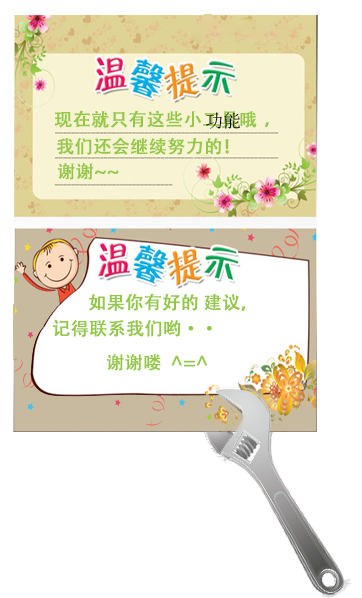 温馨提示
现在就只有这些小功能哦，
我们还会继续努力的！
谢谢~~
温馨提示
如果你有好的 建议,
记得联系我们哟··
谢谢喽 ^=^